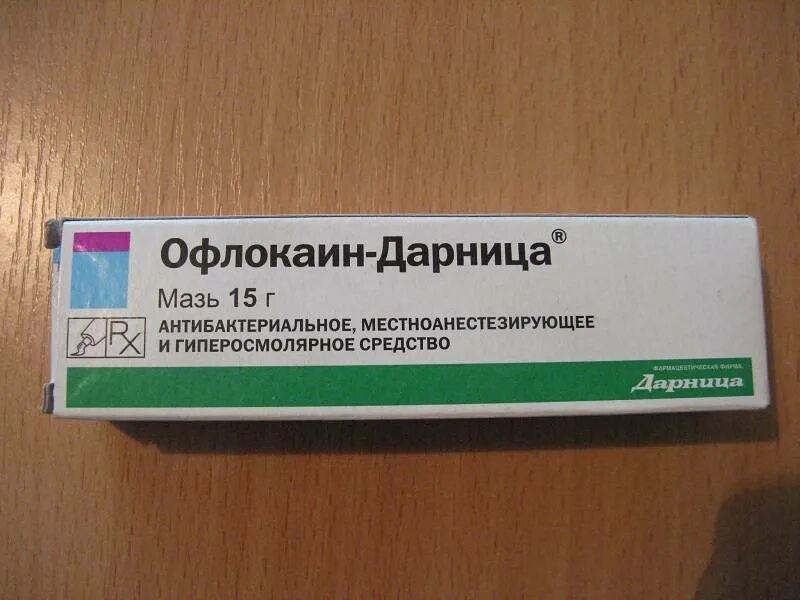 Офлокаин-Дарница®
Мазь 15 г
Rx
АНТИБАКТЕРИАЛЬНОЕ, МЕСТНОАНЕСТЕЗИРУЮЩЕЕ
И ГИПЕРОСМОЛЯРНОЕ СРЕДСТВО
ФАРМАЦЕВТИЧЕСКАЯ ФИРМА
Дарница